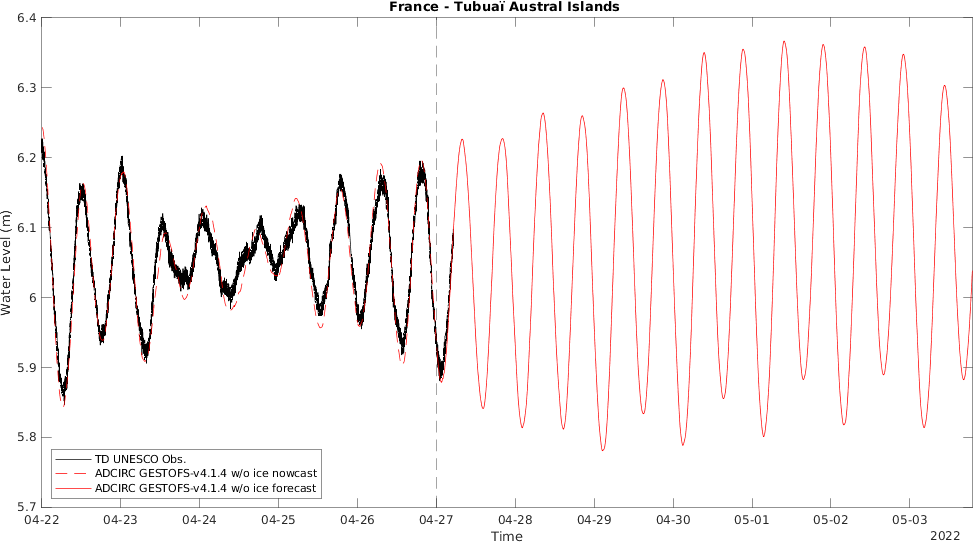 France - Tubuaï Austral Islands
6.4
6.3
6.2
6.1
6
5.9
5.8
5.7
Water Level (m)
TD UNESCO Obs.
ADCIRC GESTOFS-v4.1.4 w/o ice nowcast
ADCIRC GESTOFS-v4.1.4 w/o ice forecast
04-22 04-23 04-24 04-25 04-26 04-27 04-28 04-29 04-30 05-01 05-02 05-03
Time
2022